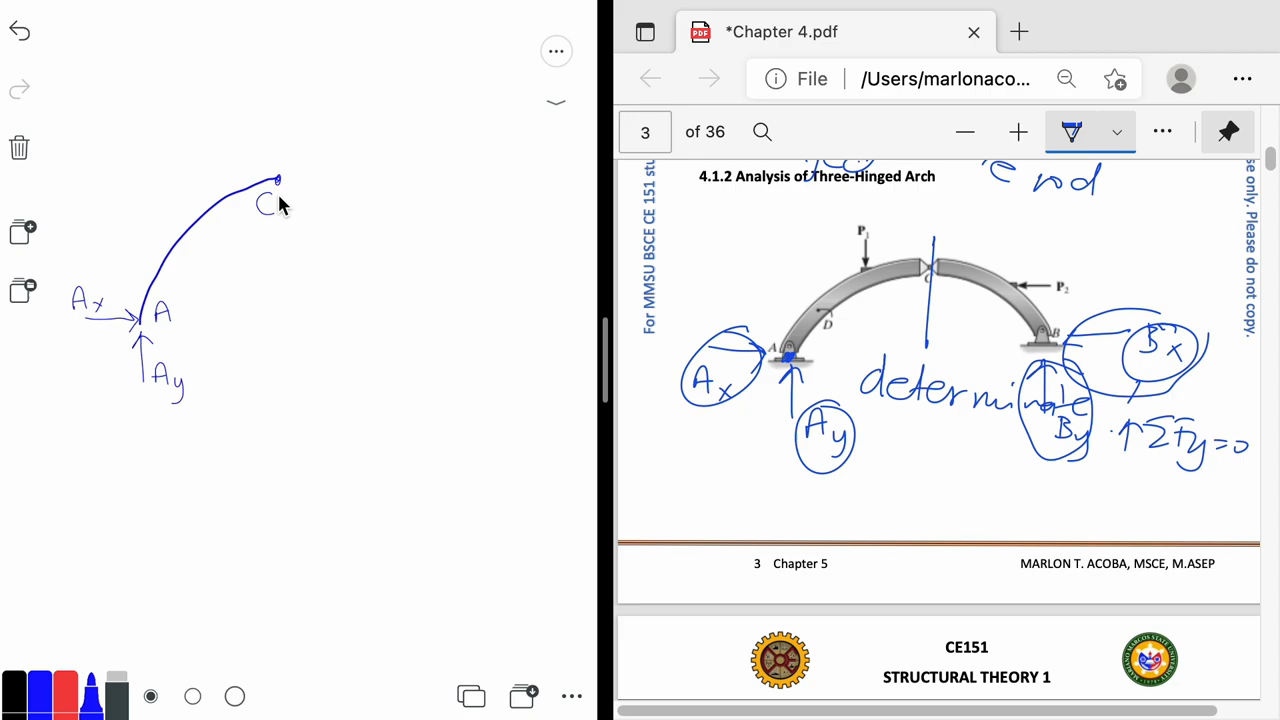 C
Ax
A
Ay
PDF
*Chapter 4.pdf
File
/Users/marlonaco...
3 of 36
e nod
4.1.2 Analysis of Three-Hinged Arch
For MMSU BSCE CE 151 stu
se only. Please do not copy.
P1
C
P2
D
A
B
Ax
Ay
determinate
By
Bx
↑ΣFy=0
3 Chapter 5
MARLON T. ACOBA, MSCE, M.ASEP
CE151
STRUCTURAL THEORY 1